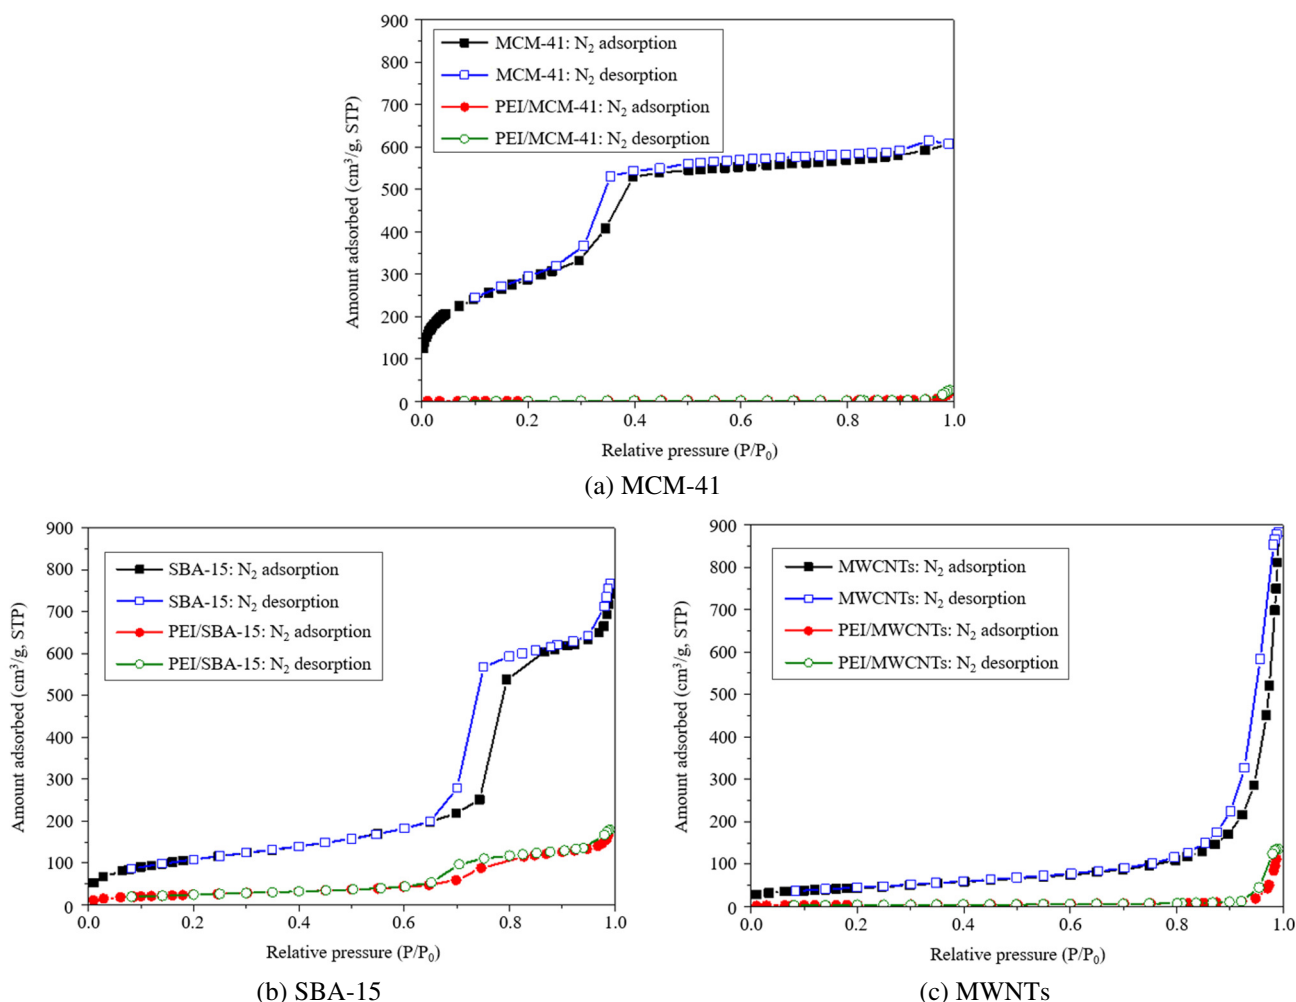 900
800
700
600
500
400
300
200
100
0
Amount adsorbed (cm³/g, STP)
MCM-41: N₂ adsorption
MCM-41: N₂ desorption
PEI/MCM-41: N₂ adsorption
PEI/MCM-41: N₂ desorption
0.0 0.2 0.4 0.6 0.8 1.0
Relative pressure (P/P₀)
(a) MCM-41
900
800
700
600
500
400
300
200
100
0
Amount adsorbed (cm³/g, STP)
SBA-15: N₂ adsorption
SBA-15: N₂ desorption
PEI/SBA-15: N₂ adsorption
PEI/SBA-15: N₂ desorption
0.0 0.2 0.4 0.6 0.8 1.0
Relative pressure (P/P₀)
(b) SBA-15
900
800
700
600
500
400
300
200
100
0
Amount adsorbed (cm³/g, STP)
MWCNTs: N₂ adsorption
MWCNTs: N₂ desorption
PEI/MWCNTs: N₂ adsorption
PEI/MWCNTs: N₂ desorption
0.0 0.2 0.4 0.6 0.8 1.0
Relative pressure (P/P₀)
(c) MWNTs